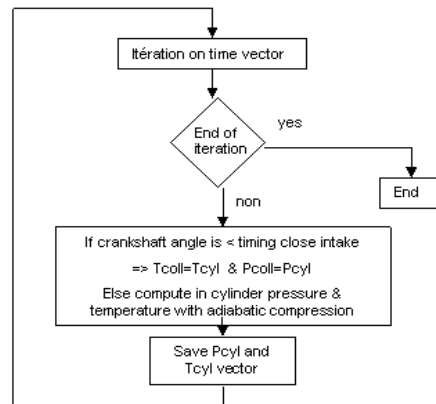 Itération on time vector
End of
iteration
yes
End
non
If crankshaft angle is < timing close intake
=> Tcoll=Tcyl & Pcoll=Pcyl
Else compute in cylinder pressure &
temperature with adiabatic compression
Save Pcyl and
Tcyl vector